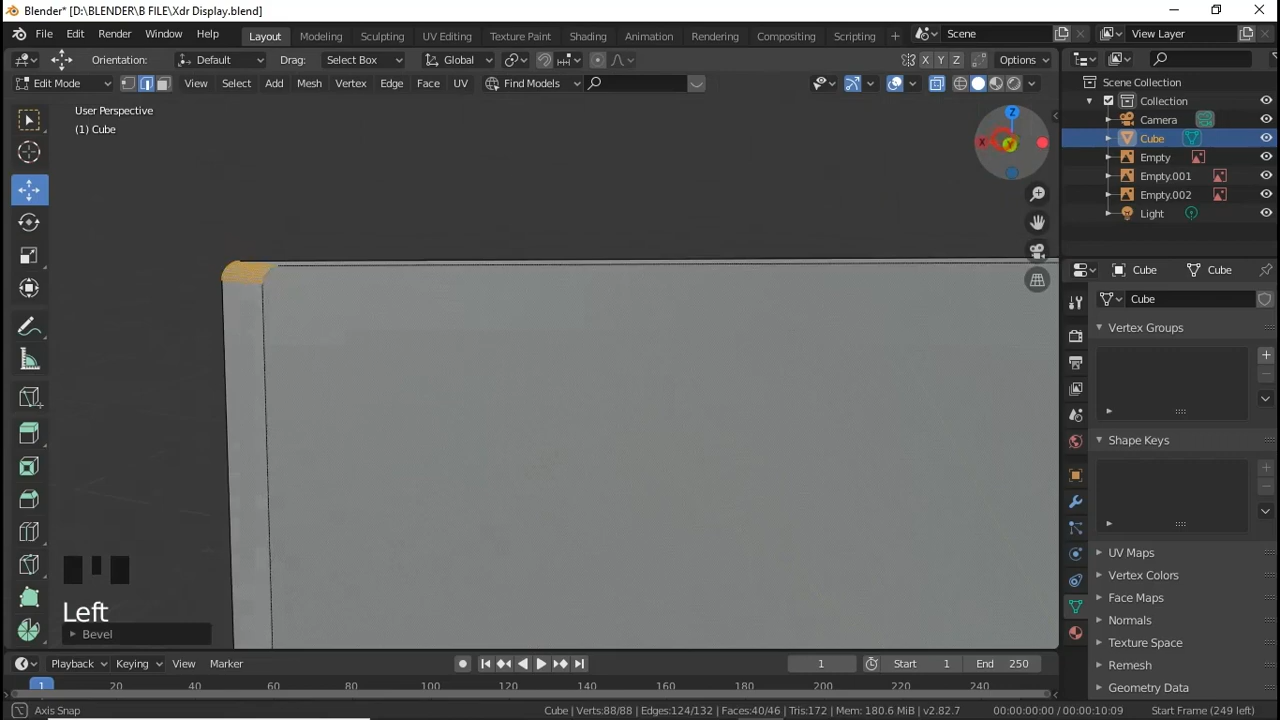 Blender* [D:\BLENDER\B FILE\Xdr Display.blend]
File Edit Render Window Help Layout Modeling Sculpting UV Editing Texture Paint Shading Animation Rendering Compositing Scripting + Scene View Layer
Orientation: Default Drag: Select Box Global X Y Z Options
Edit Mode View Select Add Mesh Vertex Edge Face UV Find Models
User Perspective
(1) Cube
Z
X
Y
Scene Collection
Collection
Camera
Cube
Empty
Empty.001
Empty.002
Light
Cube Cube
Cube
Vertex Groups
Shape Keys
UV Maps
Vertex Colors
Face Maps
Normals
Texture Space
Remesh
Geometry Data
Left
Bevel
Playback Keying View Marker 1 Start 1 End 250
1 20 40 60 80 100 120 140 160 180 200 220 240
Axis Snap Cube | Verts:88/88 | Edges:124/132 | Faces:40/46 | Tris:172 | Mem: 180.6 MiB | v2.82.7 00:00:00:00 / 00:00:10:09 Start Frame (249 left)